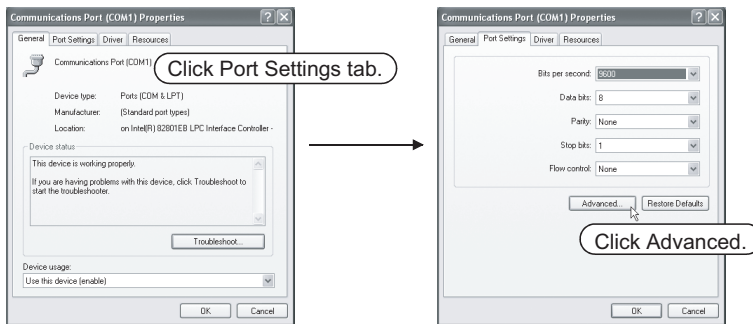 Communications Port (COM1) Properties
General Port Settings Driver Resources
Communications Port (COM1)
Click Port Settings tab.
Device type: Ports (COM & LPT)
Manufacturer: (Standard port types)
Location: on Intel(R) 82801EB LPC Interface Controller -
Device status
This device is working properly.
If you are having problems with this device, click Troubleshoot to
start the troubleshooter.
Troubleshoot...
Device usage:
Use this device (enable)
OK Cancel
Communications Port (COM1) Properties
General Port Settings Driver Resources
Bits per second: 9600
Data bits: 8
Parity: None
Stop bits: 1
Flow control: None
Advanced... Restore Defaults
Click Advanced.
OK Cancel